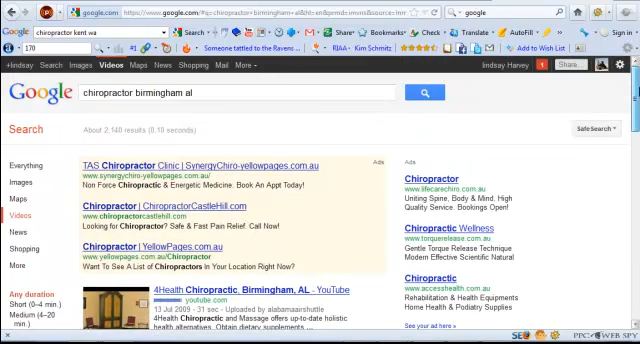 google.com
https://www.google.com/#q=chiropractor+birmingham+al&hl=en&prmd=imvns&source=lnm
google
Google
chiropractor kent wa
Search
Share
Bookmarks
Check
Translate
AutoFill
Sign in
170
Someone tattled to the Ravens ...
RIAA - Kim Schmitz
Add to Wish List
+lindsay Search Images Videos Maps News Shopping Mail More
lindsay Harvey 1 Share...
Google
chiropractor birmingham al
Search
About 2,140 results
SafeSearch
Everything
Images
Maps
Videos
News
Shopping
More
Any duration
Short (0–4 min.)
Medium (4–20
min.)
Ads
TAS Chiropractor Clinic | SynergyChiro-yellowpages.com.au
www.synergychiro-yellowpages.com.au/
Non Force Chiropractic & Energetic Medicine. Book An Appt Today!
Chiropractor | ChiropractorCastleHill.com
www.chiropractorcastlehill.com
Looking for Chiropractor? Safe & Fast Pain Relief. Call Now!
Chiropractor | YellowPages.com.au
www.yellowpages.com.au/Chiropractor
Want To See A List of Chiropractors In Your Location Right Now?
4Health Chiropractic, Birmingham, AL - YouTube
youtube.com
13 Jul 2009 - 31 sec - Uploaded by alabamaairshuttle
4Health Chiropractic and Massage offers up-to-date holistic
health alternatives. Obtain dietary supplements ...
Ads
Chiropractor
www.lifecarechiro.com.au
Uniting Spine, Body & Mind. High
Quality Service. Bookings Open!
Chiropractic Wellness
www.torquerelease.com.au
Gentle Torque Release Technique
Modern Effective Scientific Natural
Chiropractic
www.accesshealth.com.au
Rehabilitation & Health Equipments
Home Health & Podiatry Supplies
See your ad here »
PPC WEB SPY